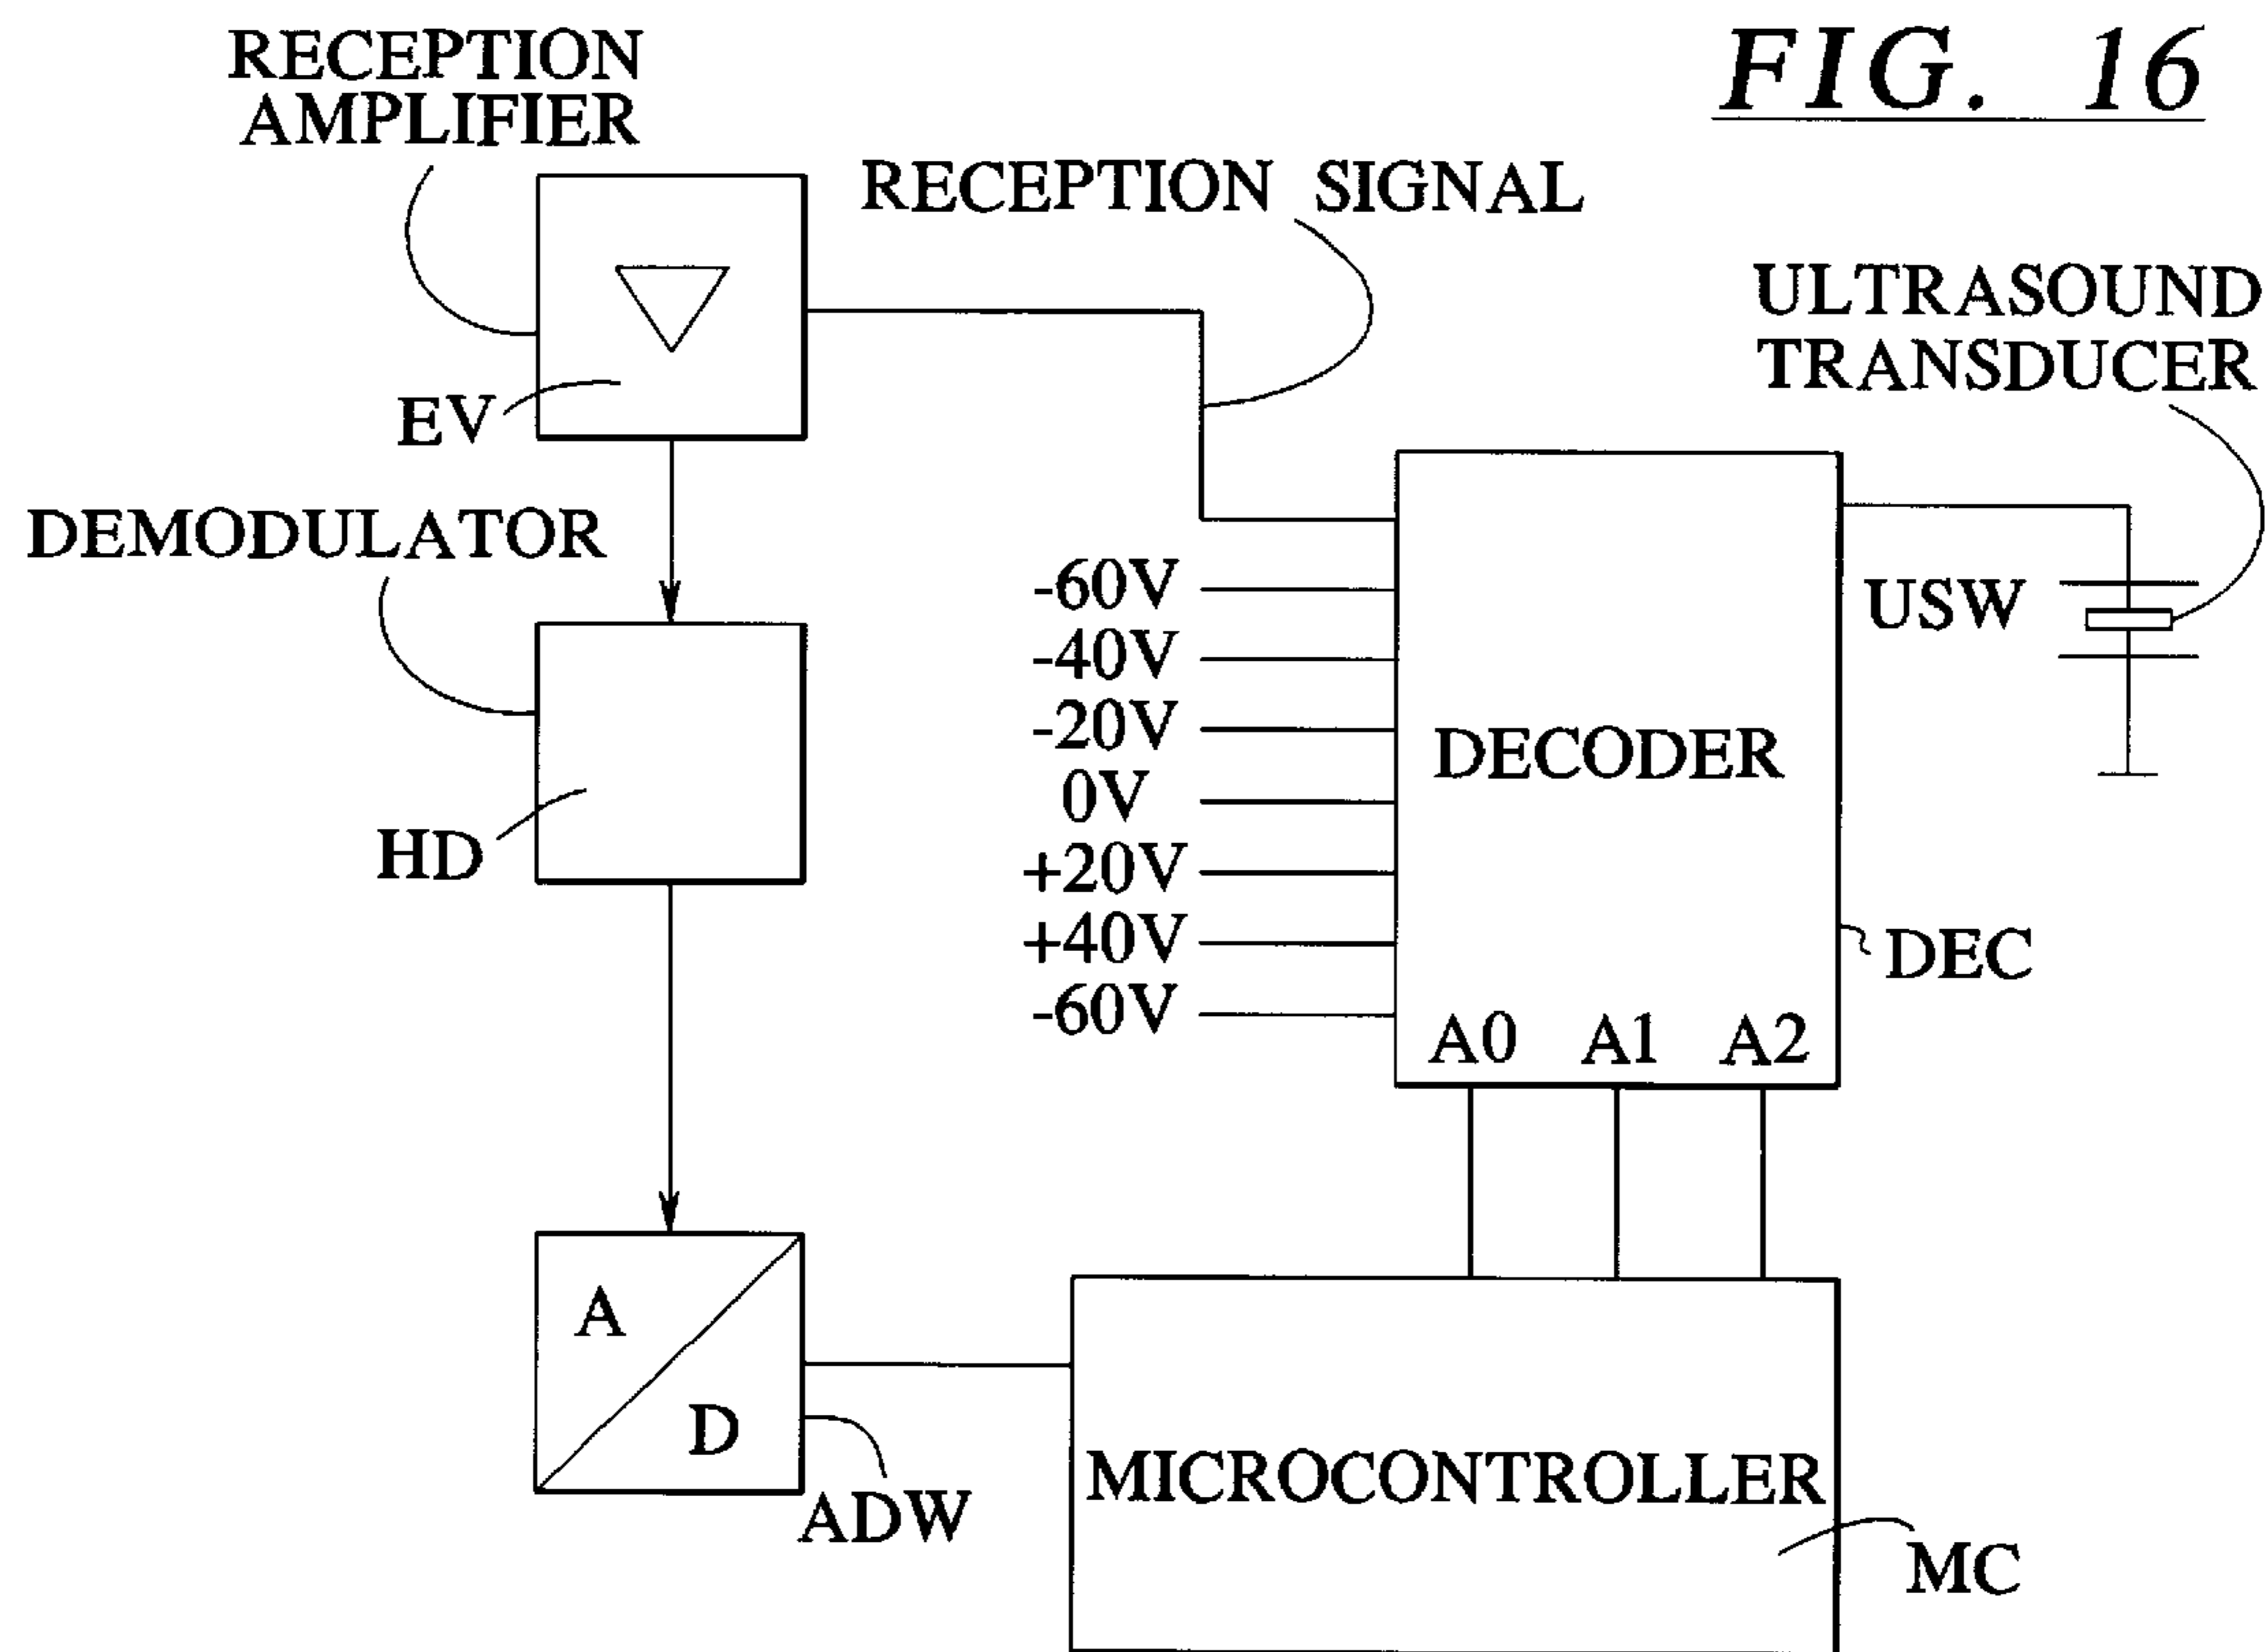 FIG. 16
RECEPTION
AMPLIFIER
RECEPTION SIGNAL
ULTRASOUND
TRANSDUCER
EV
DEMODULATOR
-60V
USW
-40V
-20V
DECODER
0V
HD
+20V
+40V
DEC
-60V
A0 A1 A2
A
D
MICROCONTROLLER
ADW
MC